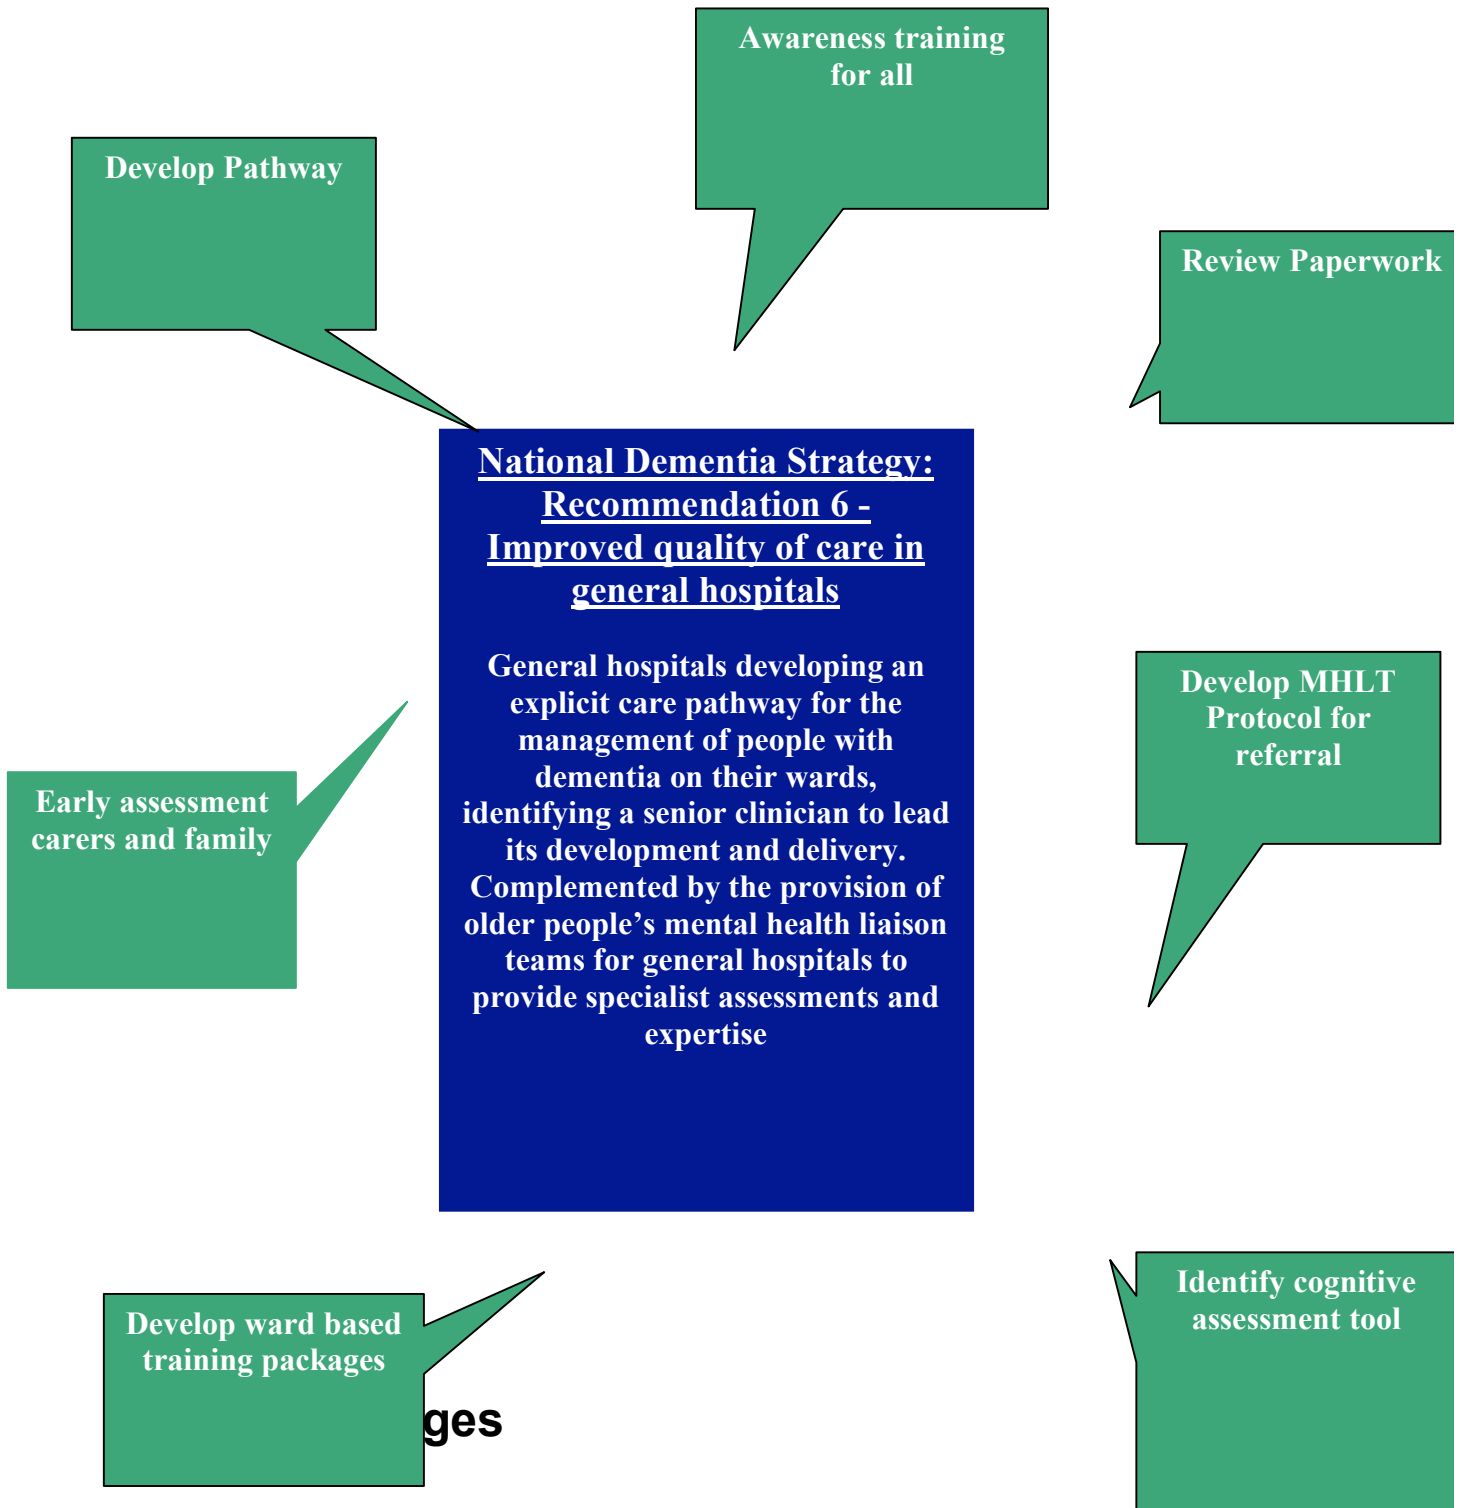 Awareness training
for all
Develop Pathway
Review Paperwork
National Dementia Strategy:
Recommendation 6 -
Improved quality of care in
general hospitals
General hospitals developing an
explicit care pathway for the
management of people with
dementia on their wards,
identifying a senior clinician to lead
its development and delivery.
Complemented by the provision of
older people’s mental health liaison
teams for general hospitals to
provide specialist assessments and
expertise
Develop MHLT
Protocol for
referral
Early assessment
carers and family
Identify cognitive
assessment tool
Develop ward based
training packages